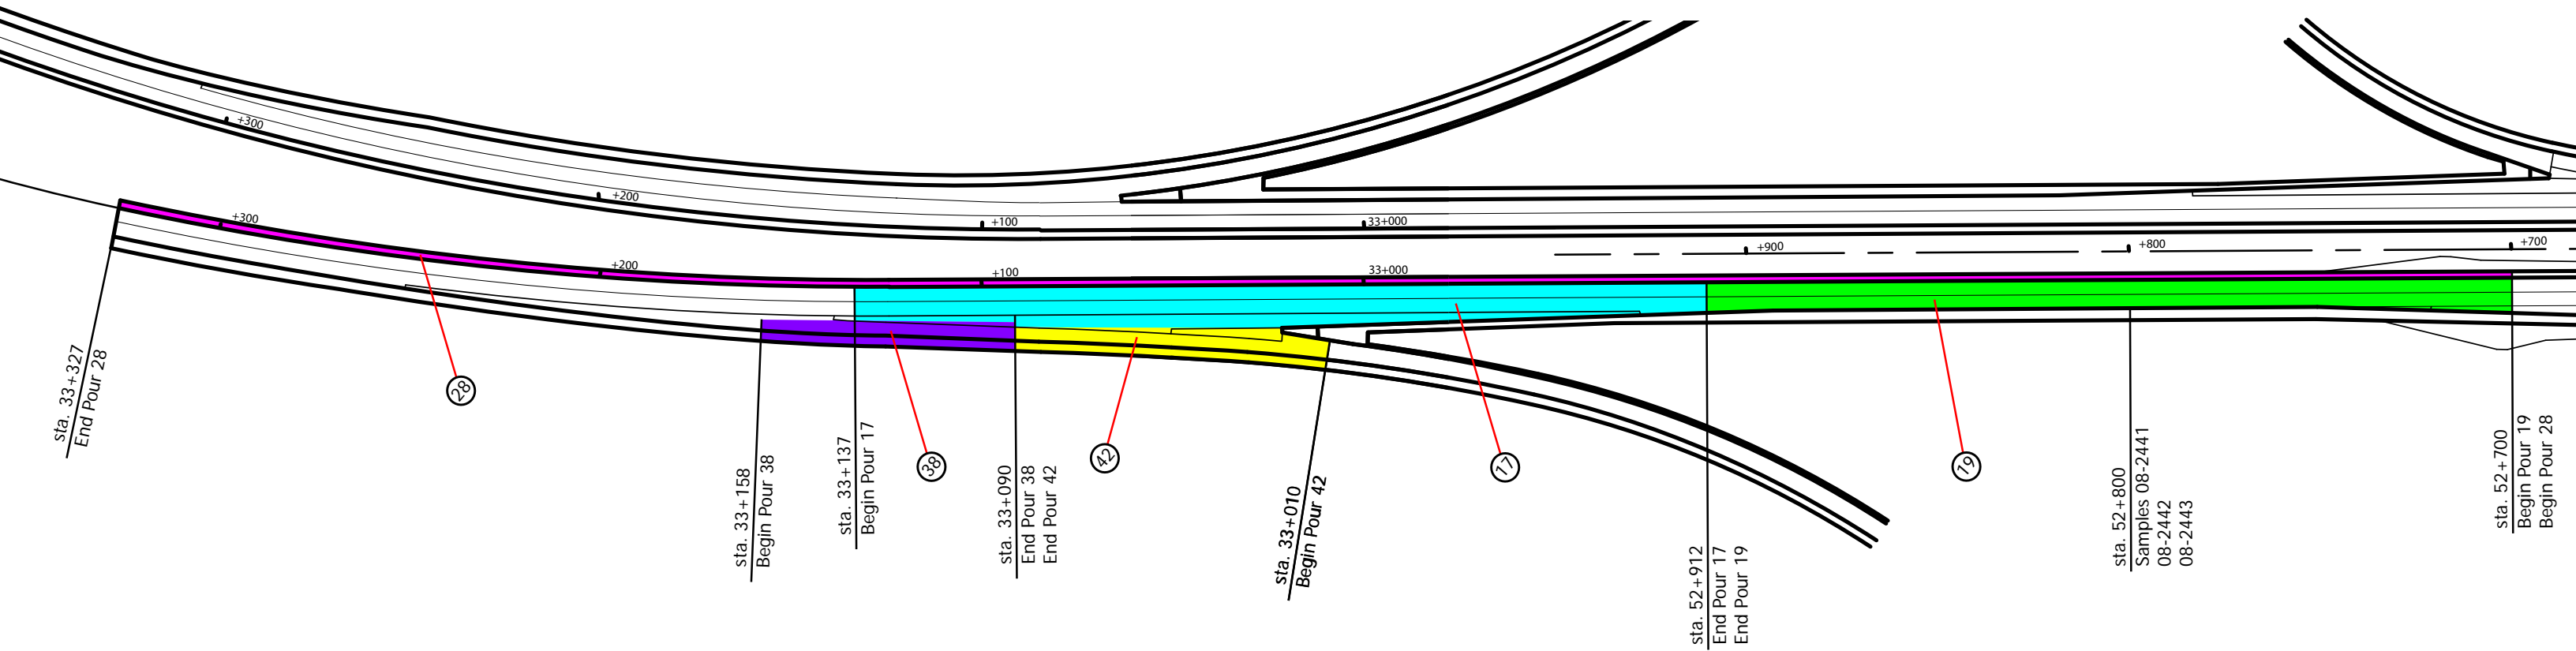 +300
+200
+100
33+000
+900
+800
+700
+300
+200
+100
33+000
sta. 33+327
End Pour 28
28
sta. 33+158
Begin Pour 38
sta. 33+137
Begin Pour 17
38
sta. 33+090
End Pour 38
End Pour 42
42
sta. 33+010
Begin Pour 42
17
sta. 52+912
End Pour 17
End Pour 19
19
sta. 52+800
Samples 08-2441
08-2442
08-2443
sta. 52+700
Begin Pour 19
Begin Pour 28